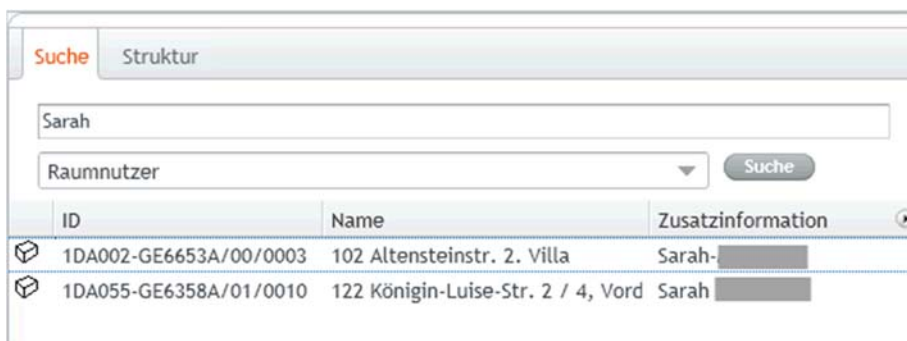 Suche Struktur
Sarah
Raumnutzer Suche
ID Name Zusatzinformation
1DA002-GE6653A/00/0003 102 Altensteinstr. 2. Villa Sarah-
1DA055-GE6358A/01/0010 122 Königin-Luise-Str. 2 / 4, Vord Sarah